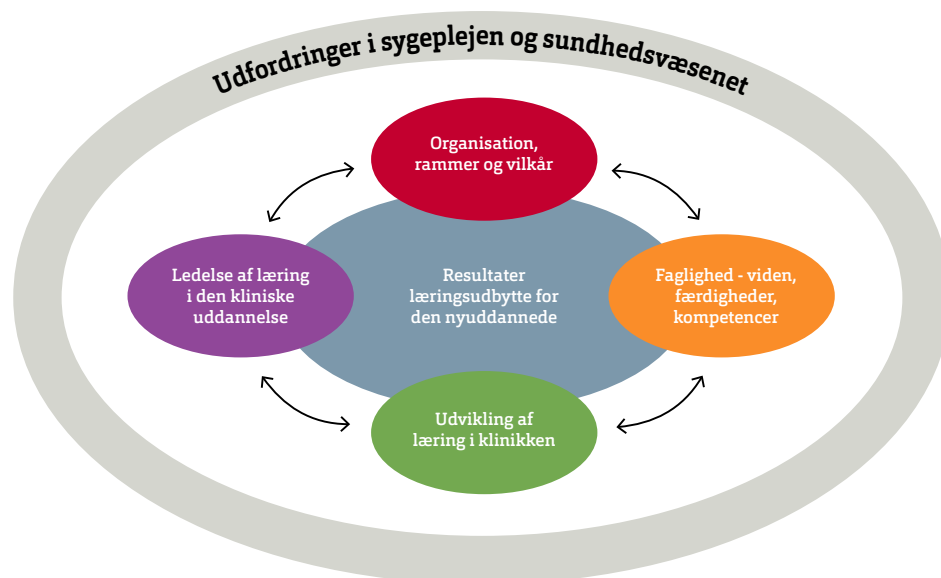 Udfordringer i sygeplejen og sundhedsvæsenet
Organisation,
rammer og vilkår
Ledelse af læring
i den kliniske
uddannelse
Resultater
læringsudbytte for
den nyuddannede
Faglighed - viden,
færdigheder,
kompetencer
Udvikling af
læring i klinikken